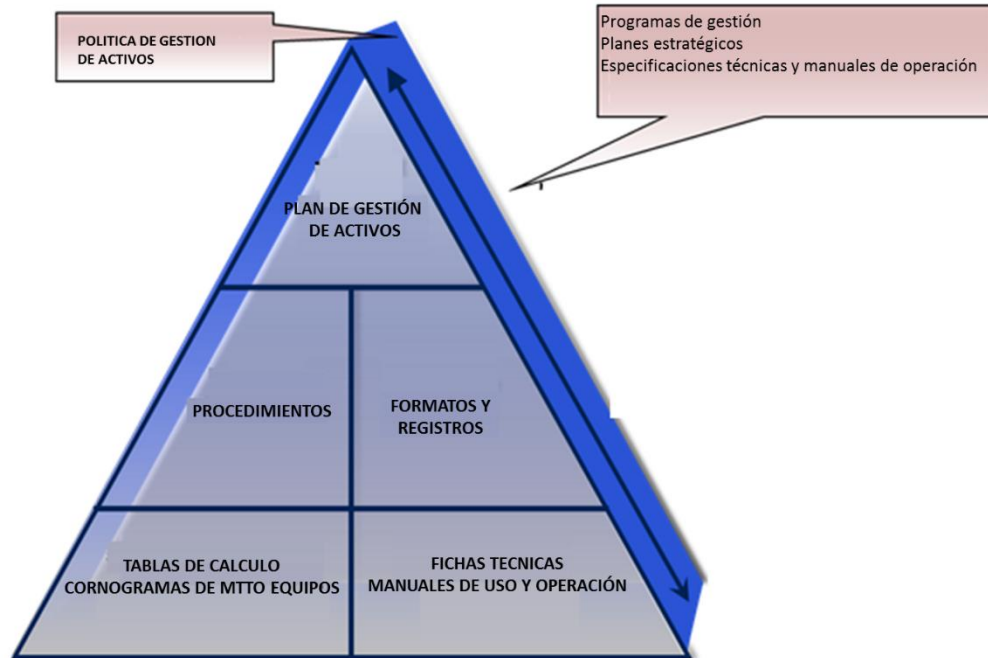 POLITICA DE GESTION
DE ACTIVOS
Programas de gestión
Planes estratégicos
Especificaciones técnicas y manuales de operación
PLAN DE GESTIÓN
DE ACTIVOS
PROCEDIMIENTOS
FORMATOS Y
REGISTROS
TABLAS DE CALCULO
CORNOGRAMAS DE MTTO EQUIPOS
FICHAS TECNICAS
MANUALES DE USO Y OPERACIÓN